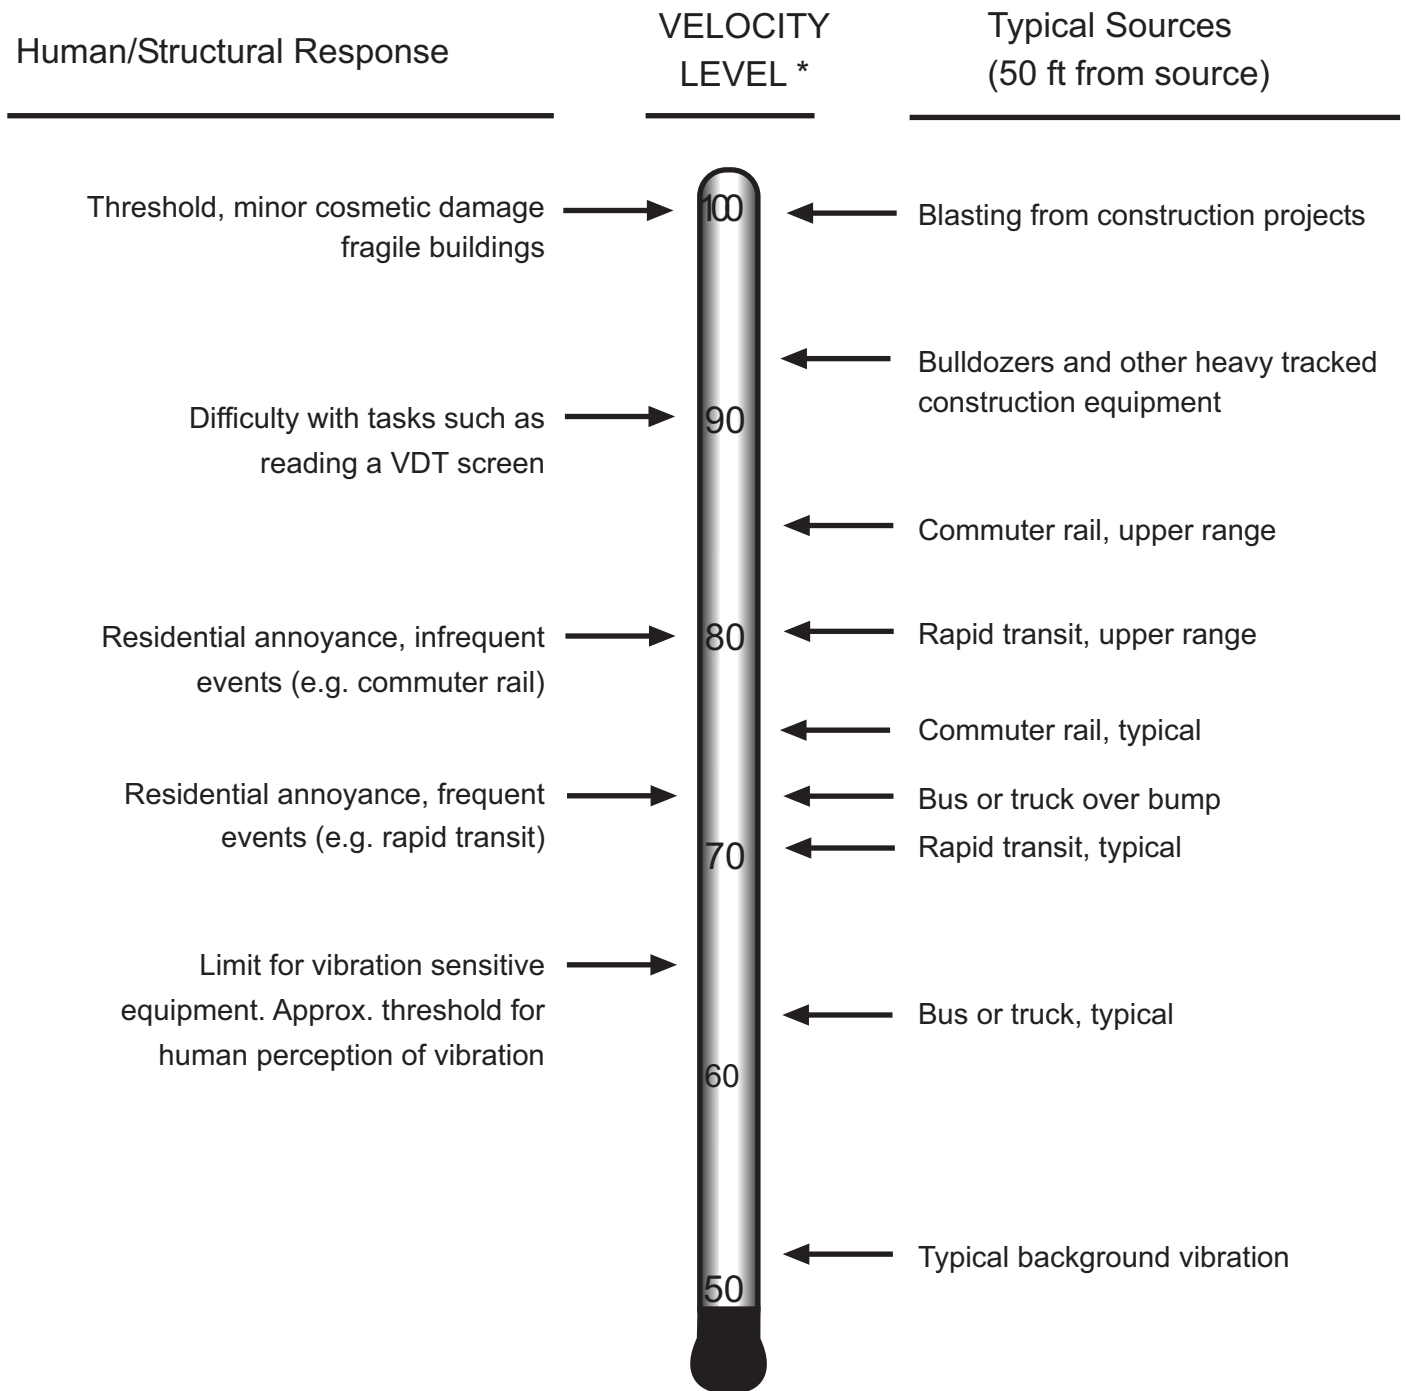 Human/Structural Response
VELOCITY
LEVEL *
Typical Sources
(50 ft from source)
Threshold, minor cosmetic damage
fragile buildings
100
Blasting from construction projects
Bulldozers and other heavy tracked
construction equipment
Difficulty with tasks such as
reading a VDT screen
90
Commuter rail, upper range
Residential annoyance, infrequent
events (e.g. commuter rail)
80
Rapid transit, upper range
Commuter rail, typical
Residential annoyance, frequent
events (e.g. rapid transit)
Bus or truck over bump
70
Rapid transit, typical
Limit for vibration sensitive
equipment. Approx. threshold for
human perception of vibration
Bus or truck, typical
60
Typical background vibration
50